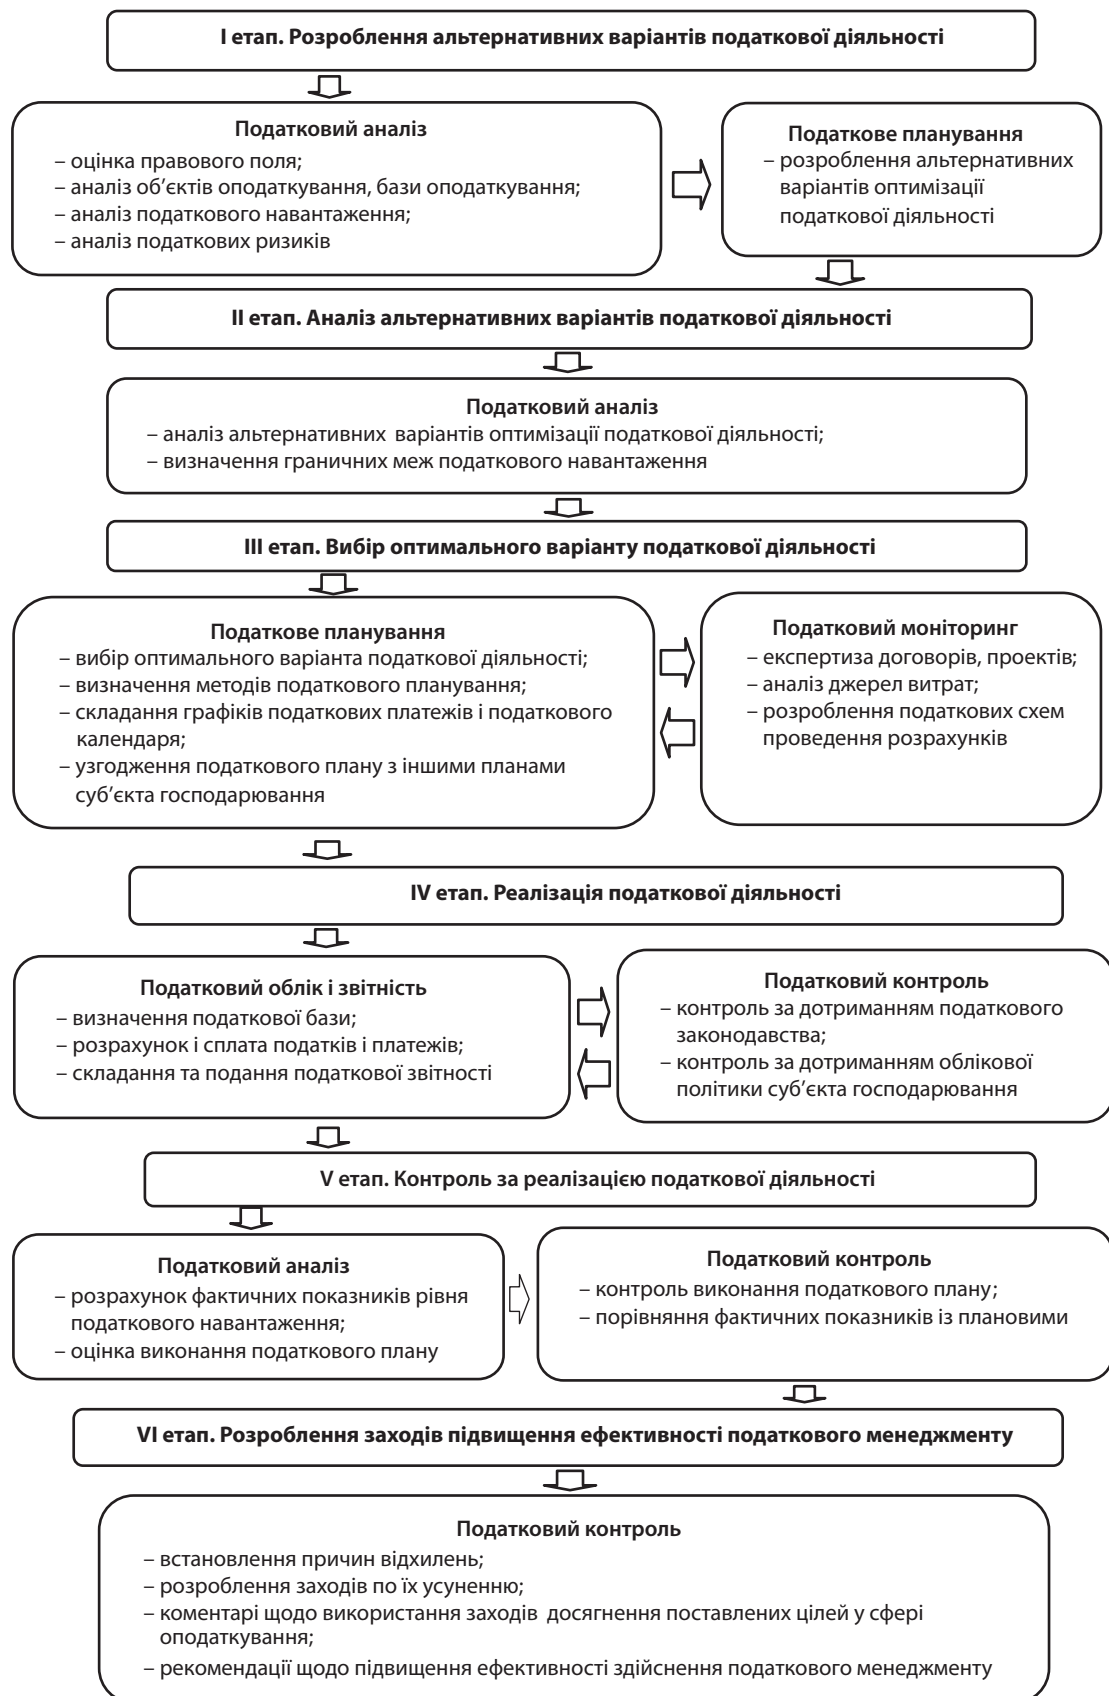 І етап. Розроблення альтернативних варіантів податкової діяльності
Податковий аналіз
– оцінка правового поля;
– аналіз об’єктів оподаткування, бази оподаткування;
– аналіз податкового навантаження;
– аналіз податкових ризиків
Податкове планування
– розроблення альтернативних
варіантів оптимізації
податкової діяльності
ІІ етап. Аналіз альтернативних варіантів податкової діяльності
Податковий аналіз
– аналіз альтернативних варіантів оптимізації податкової діяльності;
– визначення граничних меж податкового навантаження
ІІІ етап. Вибір оптимального варіанту податкової діяльності
Податкове планування
– вибір оптимального варіанта податкової діяльності;
– визначення методів податкового планування;
– складання графіків податкових платежів і податкового
календаря;
– узгодження податкового плану з іншими планами
суб’єкта господарювання
Податковий моніторинг
– експертиза договорів, проектів;
– аналіз джерел витрат;
– розроблення податкових схем
проведення розрахунків
IV етап. Реалізація податкової діяльності
Податковий облік і звітність
– визначення податкової бази;
– розрахунок і сплата податків і платежів;
– складання та подання податкової звітності
Податковий контроль
– контроль за дотриманням податкового
законодавства;
– контроль за дотриманням облікової
політики суб’єкта господарювання
V етап. Контроль за реалізацією податкової діяльності
Податковий аналіз
– розрахунок фактичних показників рівня
податкового навантаження;
– оцінка виконання податкового плану
Податковий контроль
– контроль виконання податкового плану;
– порівняння фактичних показників із плановими
VI етап. Розроблення заходів підвищення ефективності податкового менеджменту
Податковий контроль
– встановлення причин відхилень;
– розроблення заходів по їх усуненню;
– коментарі щодо використання заходів досягнення поставлених цілей у сфері
оподаткування;
– рекомендації щодо підвищення ефективності здійснення податкового менеджменту